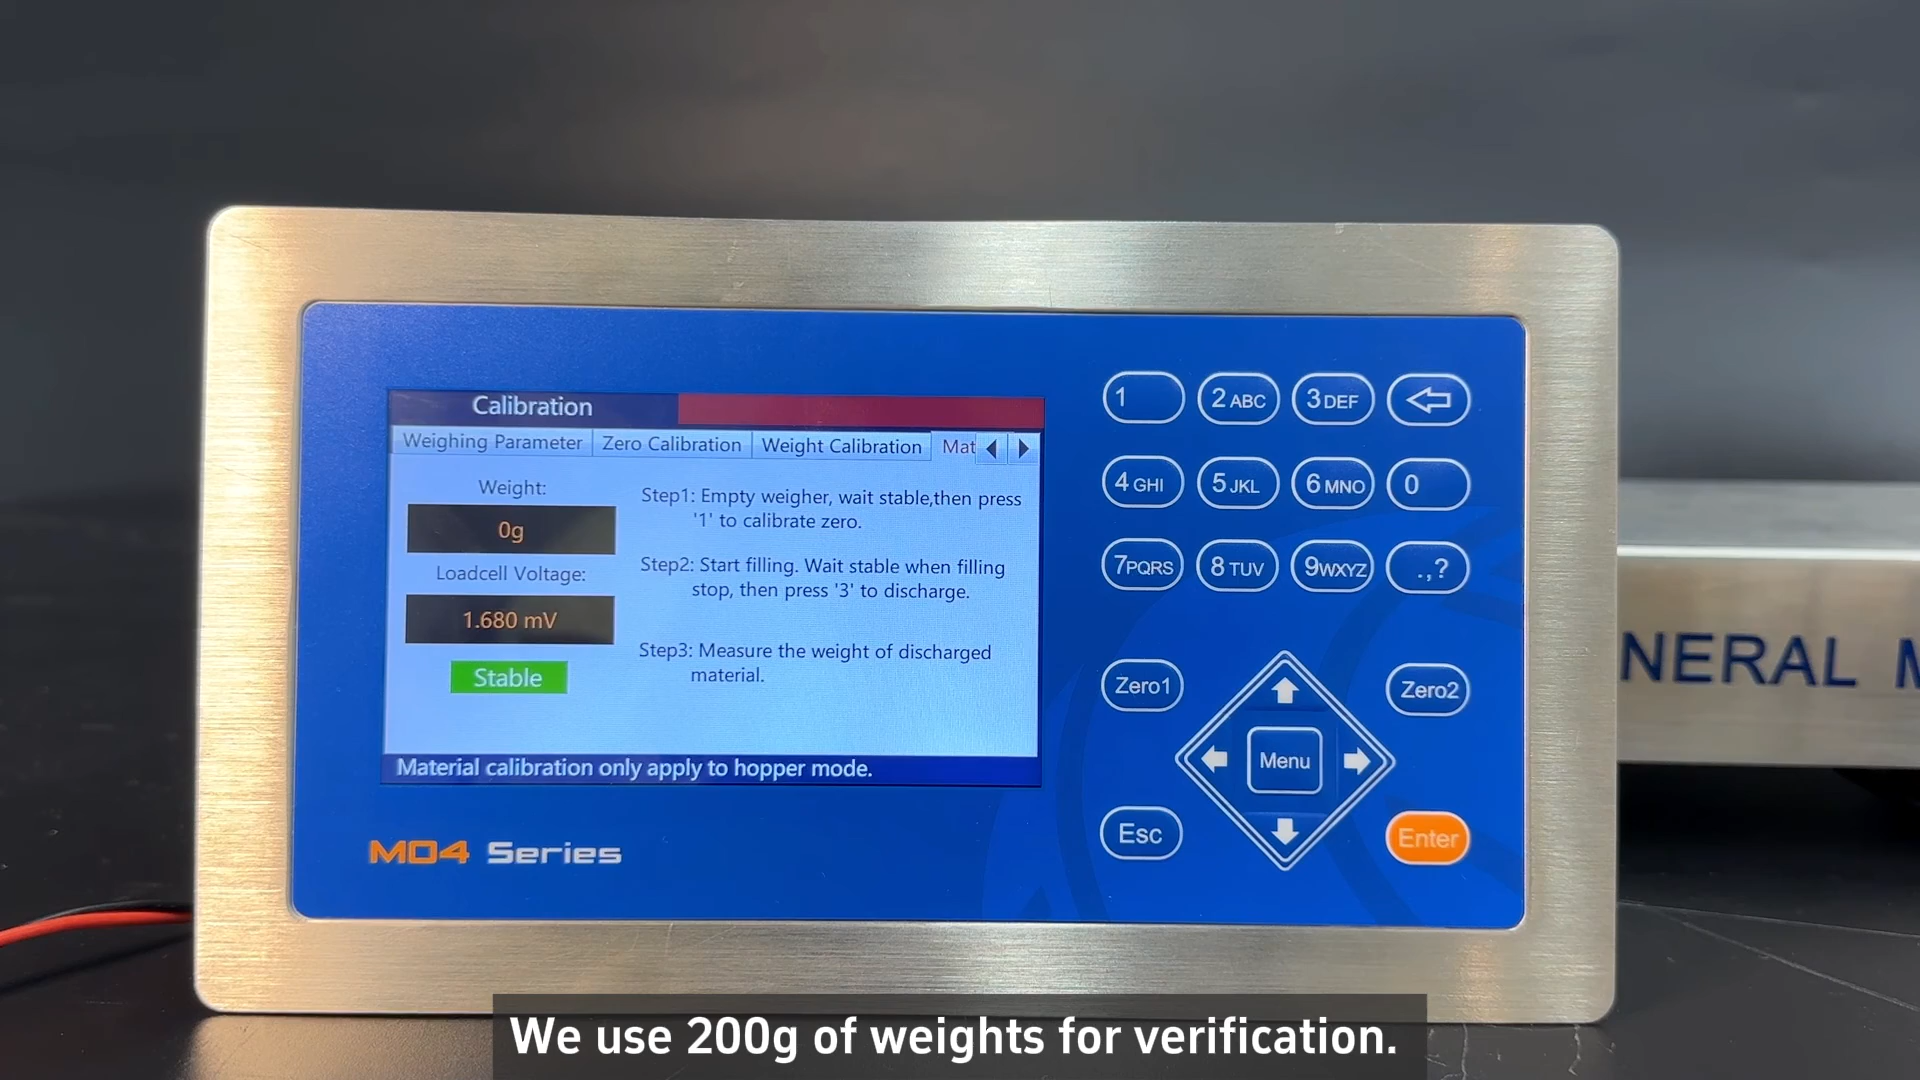 Calibration
Weighing Parameter Zero Calibration Weight Calibration Mat
Weight:
0g
Loadcell Voltage:
1.680 mV
Stable
Step1: Empty weigher, wait stable,then press
'1' to calibrate zero.
Step2: Start filling. Wait stable when filling
stop, then press '3' to discharge.
Step3: Measure the weight of discharged
material.
Material calibration only apply to hopper mode.
M04 Series
1 2 ABC 3 DEF
4 GHI 5 JKL 6 MNO 0
7 PQRS 8 TUV 9 WXYZ .,?
Zero1 Zero2
Menu
Esc Enter
NERAL M
We use 200g of weights for verification.